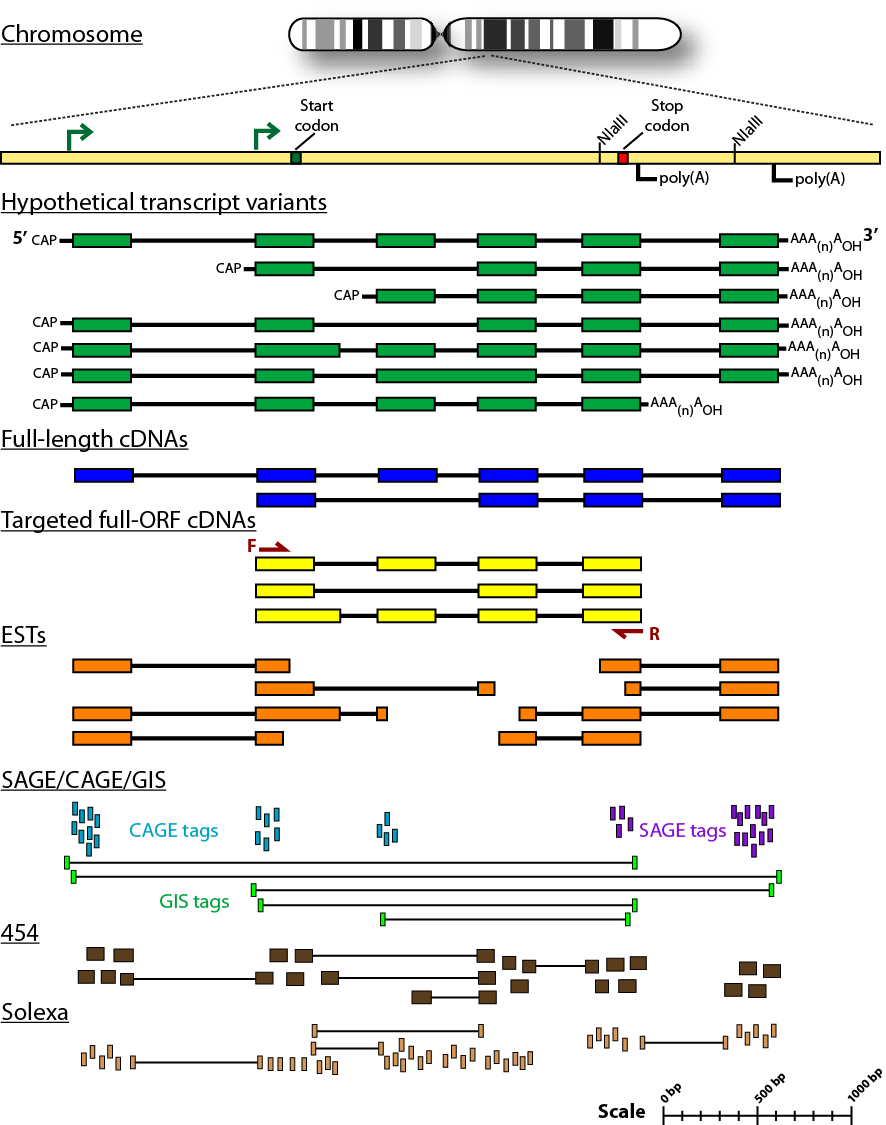 Chromosome
Start codon
Stop codon
NlaIII
NlaIII
poly(A)
poly(A)
Hypothetical transcript variants
5′ CAP AAA(n)AOH 3′
CAP AAA(n)AOH
CAP AAA(n)AOH
CAP AAA(n)AOH
CAP AAA(n)AOH
CAP AAA(n)AOH
CAP AAA(n)AOH
Full-length cDNAs
Targeted full-ORF cDNAs
F
R
ESTs
SAGE/CAGE/GIS
CAGE tags
SAGE tags
GIS tags
454
Solexa
Scale
0 bp
500 bp
1000 bp